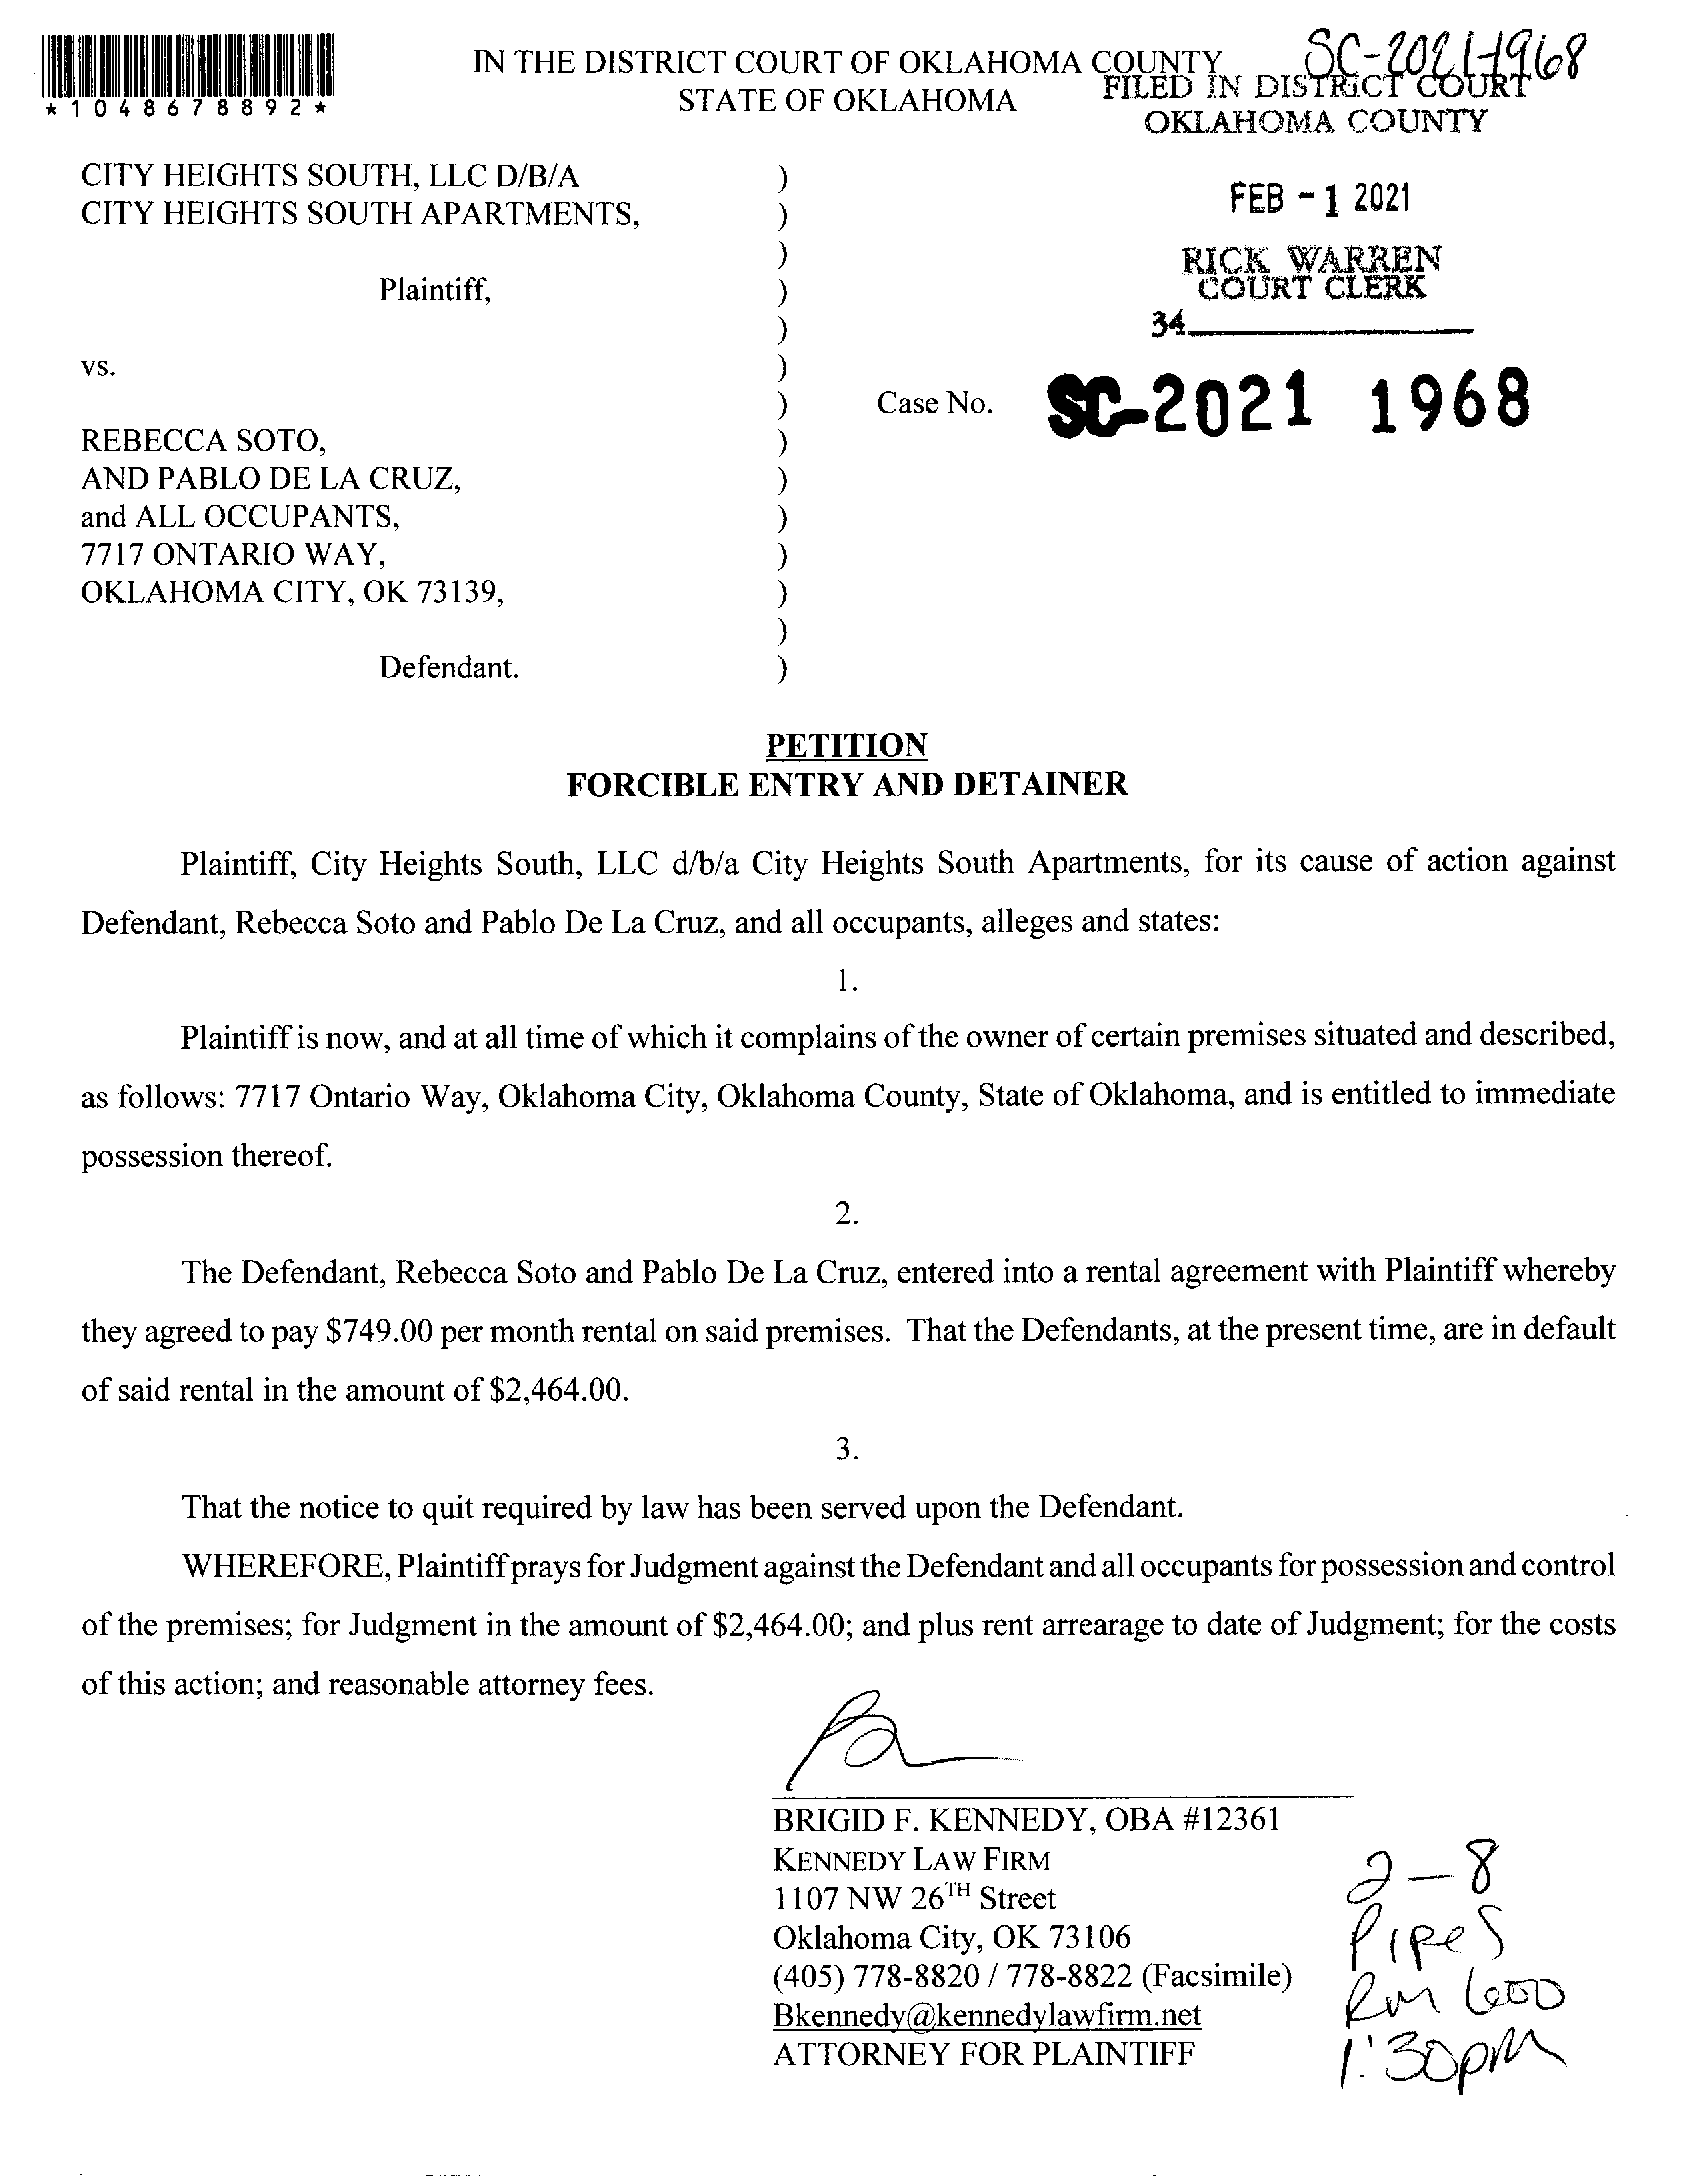 SC-2021-1968
IN THE DISTRICT COURT OF OKLAHOMA COUNTY
STATE OF OKLAHOMA
FILED IN DISTRICT COURT
OKLAHOMA COUNTY
*1048678892*
CITY HEIGHTS SOUTH, LLC D/B/A )
CITY HEIGHTS SOUTH APARTMENTS, )
)
Plaintiff, )
)
vs. )
)
REBECCA SOTO, )
AND PABLO DE LA CRUZ, )
and ALL OCCUPANTS, )
7717 ONTARIO WAY, )
OKLAHOMA CITY, OK 73139, )
)
Defendant. )
FEB - 1 2021
RICK WARREN
COURT CLERK
34
Case No. SC-2021 1968
PETITION
FORCIBLE ENTRY AND DETAINER
Plaintiff, City Heights South, LLC d/b/a City Heights South Apartments, for its cause of action against
Defendant, Rebecca Soto and Pablo De La Cruz, and all occupants, alleges and states:
1.
Plaintiff is now, and at all time of which it complains of the owner of certain premises situated and described,
as follows: 7717 Ontario Way, Oklahoma City, Oklahoma County, State of Oklahoma, and is entitled to immediate
possession thereof.
2.
The Defendant, Rebecca Soto and Pablo De La Cruz, entered into a rental agreement with Plaintiff whereby
they agreed to pay $749.00 per month rental on said premises. That the Defendants, at the present time, are in default
of said rental in the amount of $2,464.00.
3.
That the notice to quit required by law has been served upon the Defendant.
WHEREFORE, Plaintiff prays for Judgment against the Defendant and all occupants for possession and control
of the premises; for Judgment in the amount of $2,464.00; and plus rent arrearage to date of Judgment; for the costs
of this action; and reasonable attorney fees.
BRIGID F. KENNEDY, OBA #12361
KENNEDY LAW FIRM
1107 NW 26TH Street
Oklahoma City, OK 73106
(405) 778-8820 / 778-8822 (Facsimile)
Bkennedy@kennedylawfirm.net
ATTORNEY FOR PLAINTIFF
2-8
Pipes
Rm 600
1:30pm